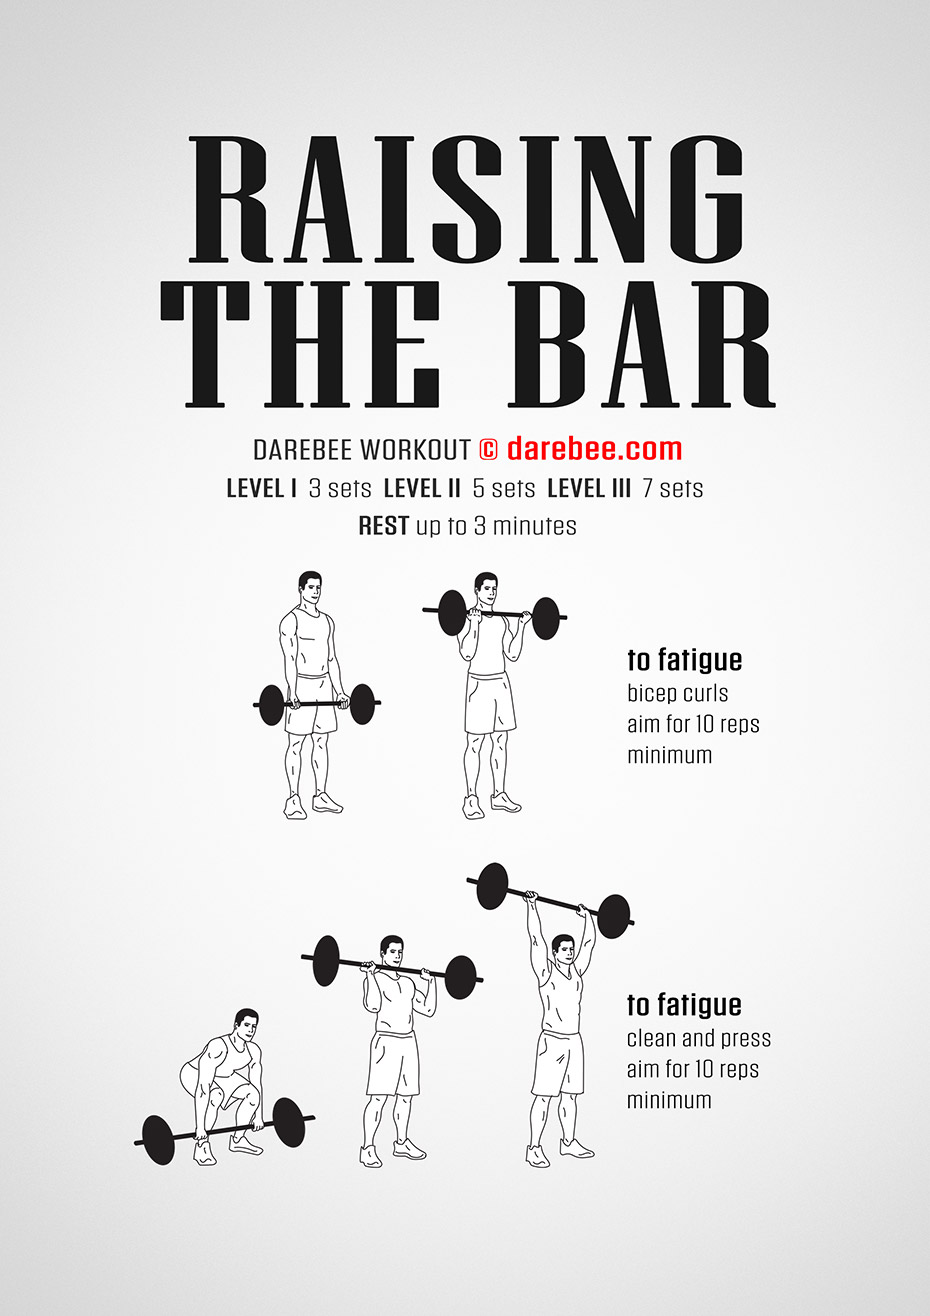 RAISING
THE BAR
DAREBEE WORKOUT © darebee.com
LEVEL I 3 sets LEVEL II 5 sets LEVEL III 7 sets
REST up to 3 minutes
to fatigue
bicep curls
aim for 10 reps
minimum
to fatigue
clean and press
aim for 10 reps
minimum